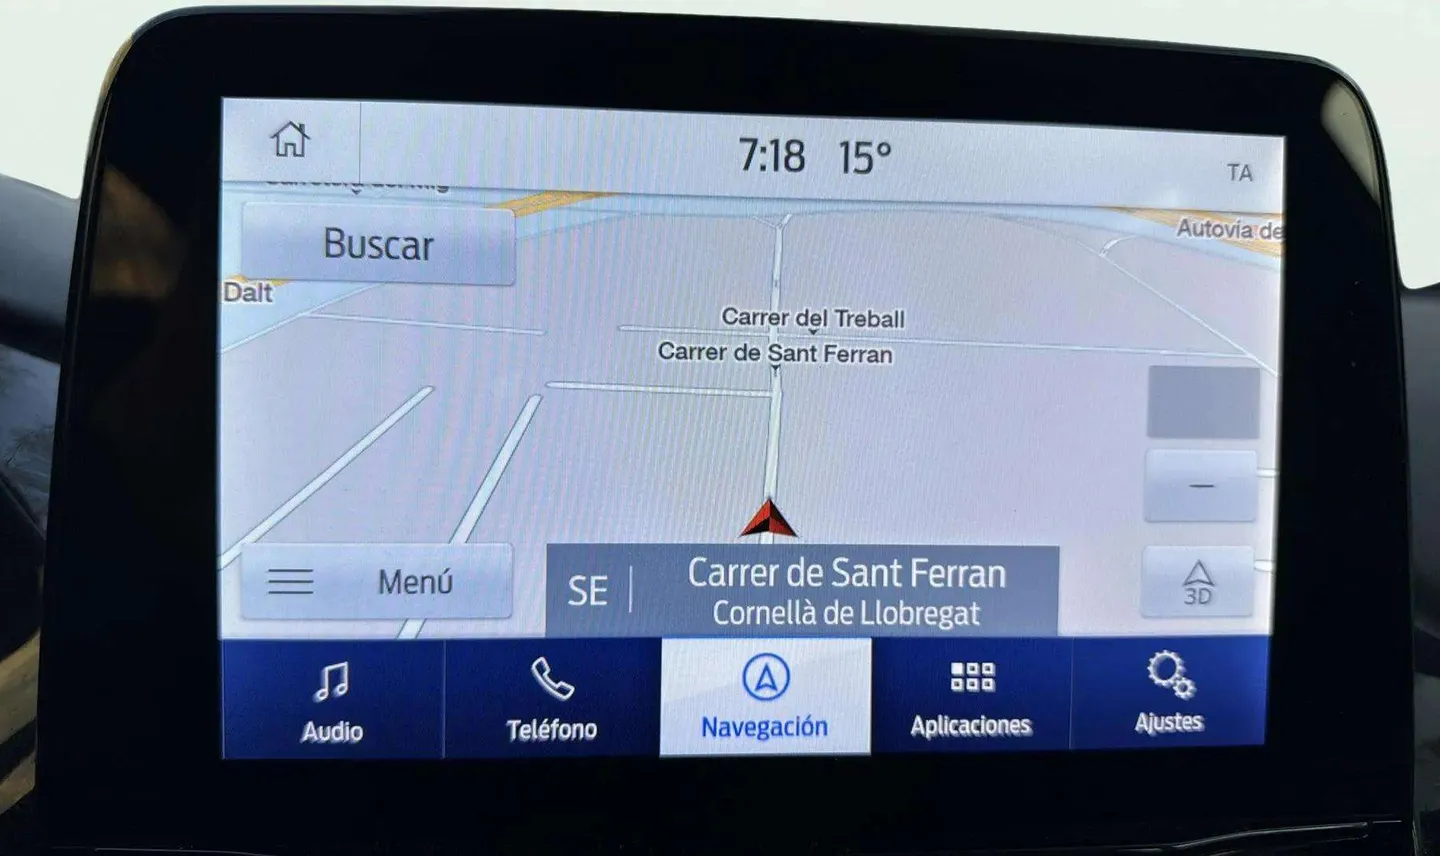 7:18 15°
TA
Buscar
Autovía de
Dalt
Carrer del Treball
Carrer de Sant Ferran
3D
Menú
SE
Carrer de Sant Ferran
Cornellà de Llobregat
Audio
Teléfono
Navegación
Aplicaciones
Ajustes